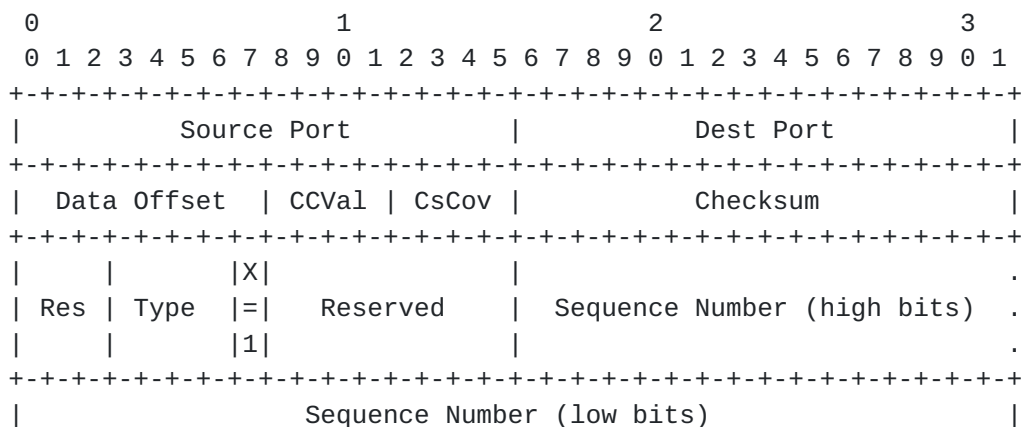 0                   1                   2                   3
 0 1 2 3 4 5 6 7 8 9 0 1 2 3 4 5 6 7 8 9 0 1 2 3 4 5 6 7 8 9 0 1
+-+-+-+-+-+-+-+-+-+-+-+-+-+-+-+-+-+-+-+-+-+-+-+-+-+-+-+-+-+-+-+-+
|          Source Port          |           Dest Port           |
+-+-+-+-+-+-+-+-+-+-+-+-+-+-+-+-+-+-+-+-+-+-+-+-+-+-+-+-+-+-+-+-+
|  Data Offset  | CCVal | CsCov |           Checksum            |
+-+-+-+-+-+-+-+-+-+-+-+-+-+-+-+-+-+-+-+-+-+-+-+-+-+-+-+-+-+-+-+-+
|     |       |X|               |                               .
| Res | Type  |=|   Reserved    |  Sequence Number (high bits)  .
|     |       |1|               |                               .
+-+-+-+-+-+-+-+-+-+-+-+-+-+-+-+-+-+-+-+-+-+-+-+-+-+-+-+-+-+-+-+-+
|                  Sequence Number (low bits)                   |